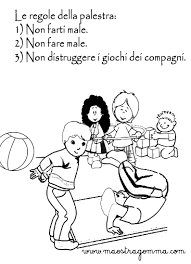 Le regole della palestra:
1) Non farti male.
2) Non fare male.
3) Non distruggere i giochi dei compagni.
www.maestragemma.com